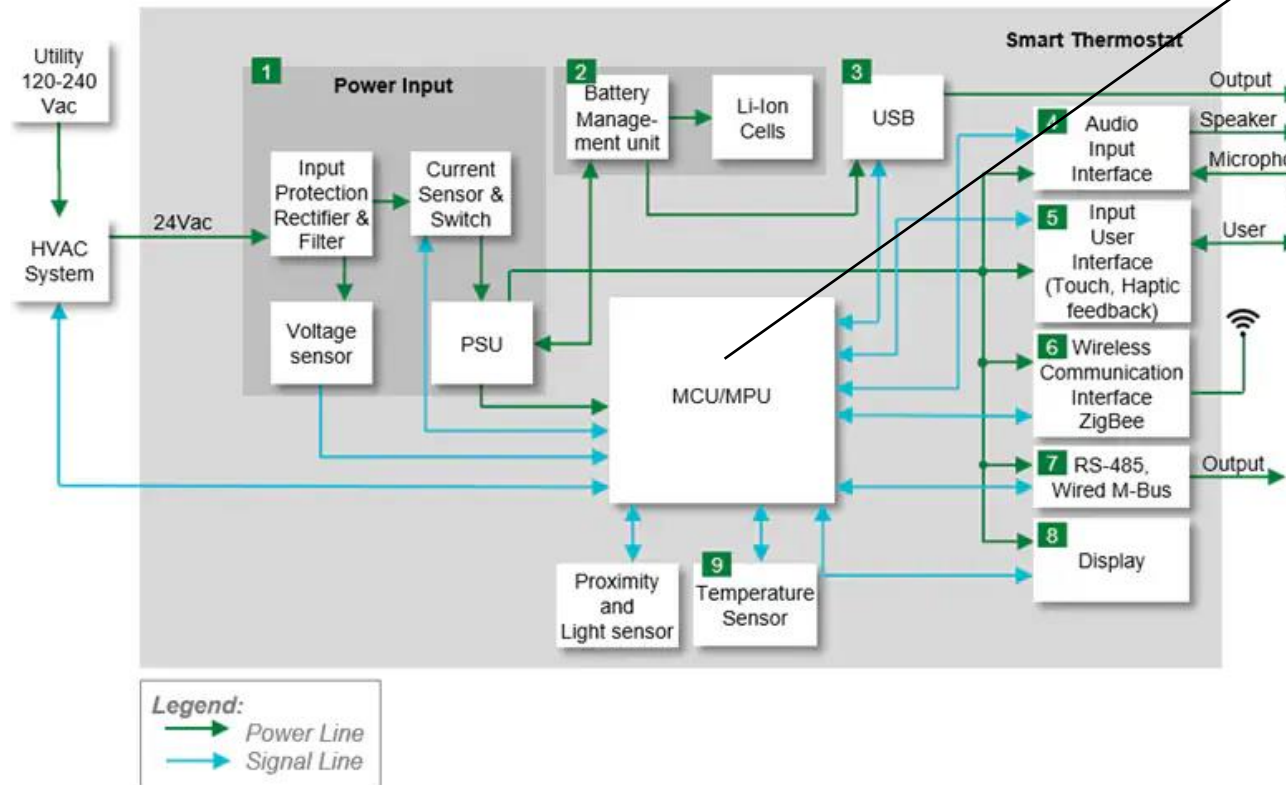 Smart Thermostat
Utility
120-240
Vac
HVAC
System
24Vac
1
Power Input
Input
Protection
Rectifier &
Filter
Current
Sensor &
Switch
Voltage
sensor
PSU
2
Battery
Manage-
ment unit
Li-Ion
Cells
3
USB
Output
4
Audio
Input
Interface
Speaker
5
Input
User
Interface
(Touch, Haptic
feedback)
User
6
Wireless
Communication
Interface
ZigBee
7
RS-485,
Wired M-Bus
Output
8
Display
MCU/MPU
Proximity
and
Light sensor
9
Temperature
Sensor
Legend:
Power Line
Signal Line